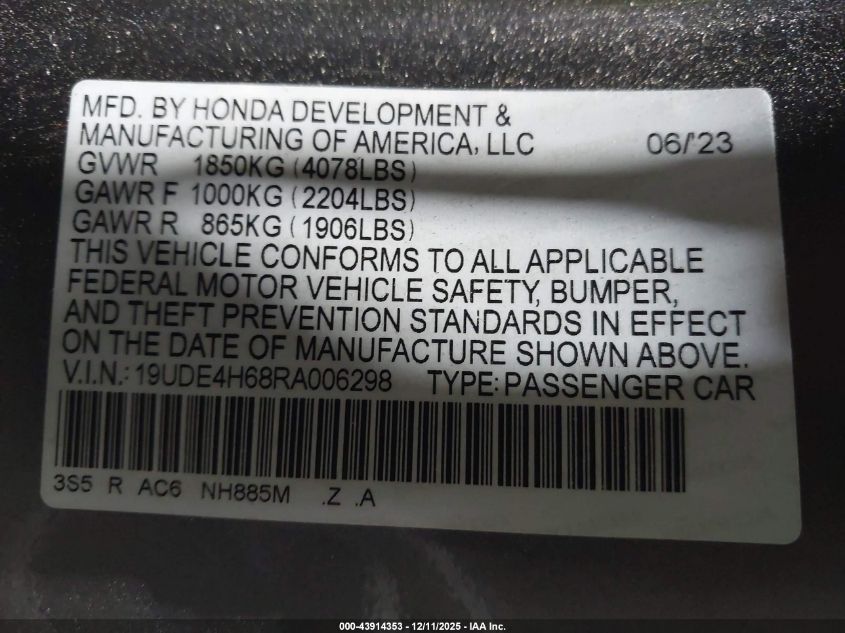 MFD. BY HONDA DEVELOPMENT &
MANUFACTURING OF AMERICA, LLC 06/'23
GVWR 1850KG (4078LBS)
GAWR F 1000KG (2204LBS)
GAWR R 865KG (1906LBS)
THIS VEHICLE CONFORMS TO ALL APPLICABLE
FEDERAL MOTOR VEHICLE SAFETY, BUMPER,
AND THEFT PREVENTION STANDARDS IN EFFECT
ON THE DATE OF MANUFACTURE SHOWN ABOVE.
V.I.N.: 19UDE4H68RA006298 TYPE: PASSENGER CAR
3S5 R AC6 NH885M .Z .A
000-43914353 - 12/11/2025 - IAA Inc.